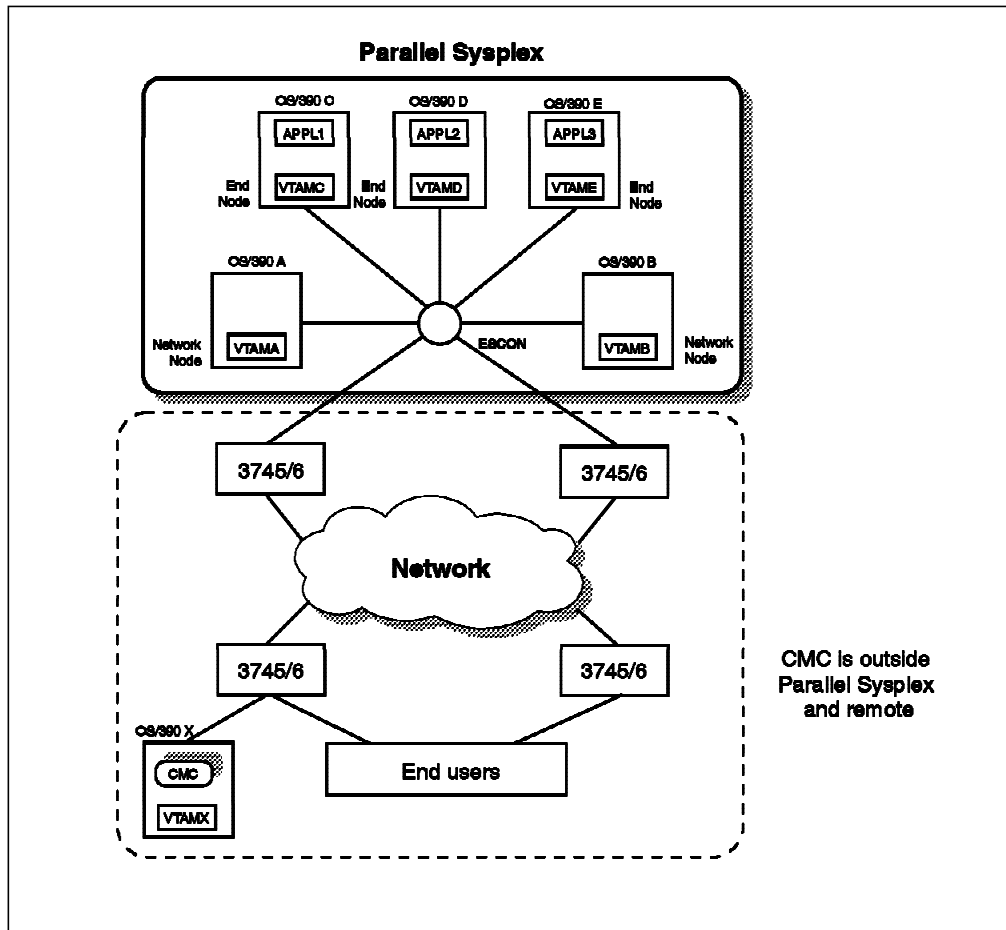 Parallel Sysplex
OS/390 C
OS/390 D
OS/390 E
APPL1
APPL2
APPL3
End
Node
VTAMC
End
Node
VTAMD
VTAME
End
Node
OS/390 A
OS/390 B
Network
Node
VTAMA
ESCON
VTAMB
Network
Node
3745/6
3745/6
Network
3745/6
3745/6
CMC is outside
Parallel Sysplex
and remote
OS/390 X
CMC
VTAMX
End users